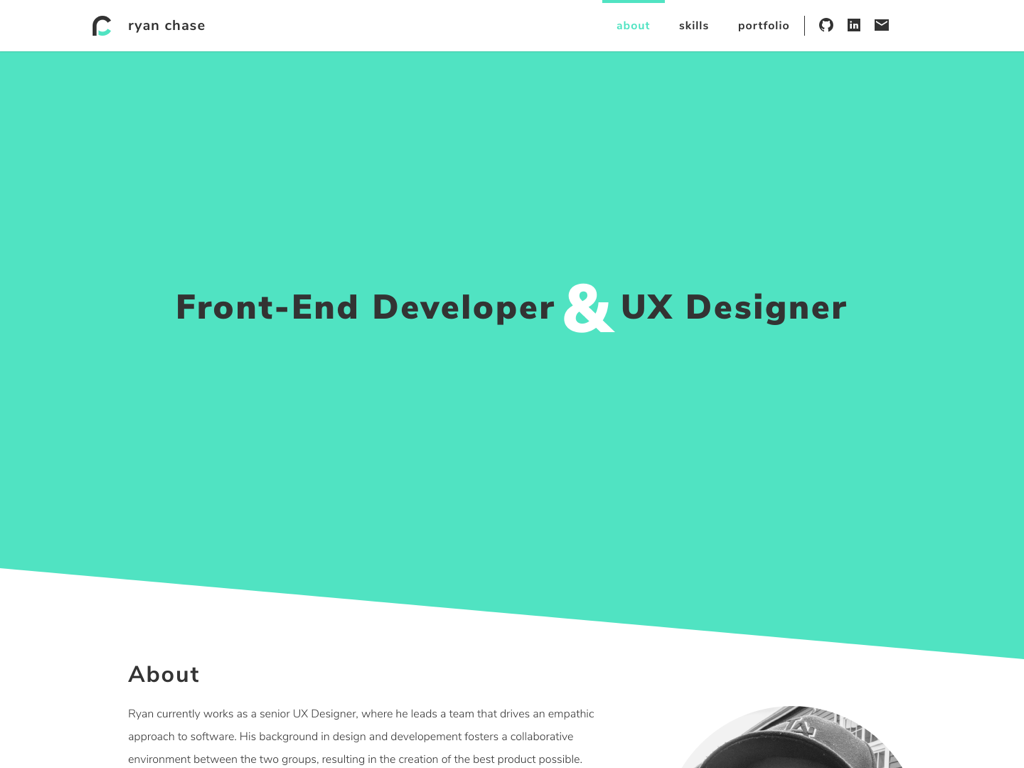 ryan chase
about
skills
portfolio
Front-End Developer & UX Designer
About
Ryan currently works as a senior UX Designer, where he leads a team that drives an empathic
approach to software. His background in design and developement fosters a collaborative
environment between the two groups, resulting in the creation of the best product possible.